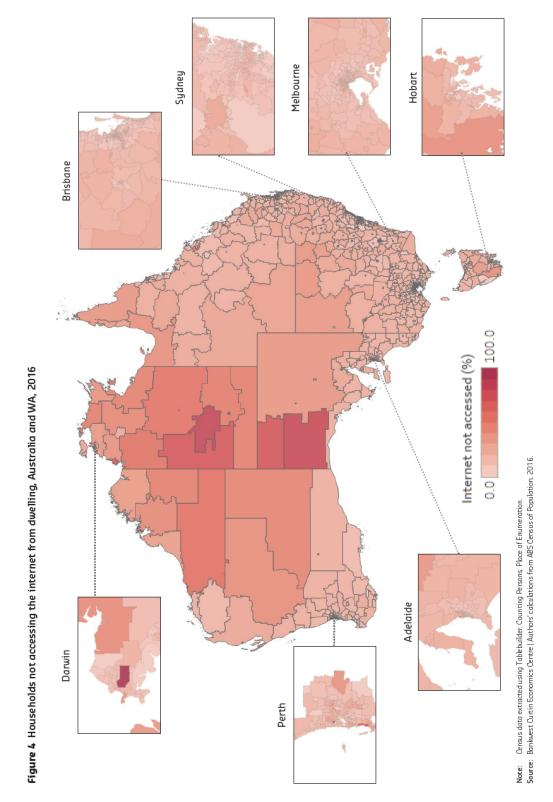 Figure 4 Households not accessing the internet from dwelling, Australia and WA, 2016
Darwin
Brisbane
Sydney
Melbourne
Hobart
Perth
Adelaide
Internet not accessed (%)
0.0 100.0
Note: Census data extracted using Tablebuilder Counting Persons, Place of Enumeration.
Source: Bankwest Curtin Economics Centre | Authors' calculations from ABS Census of Population, 2016.